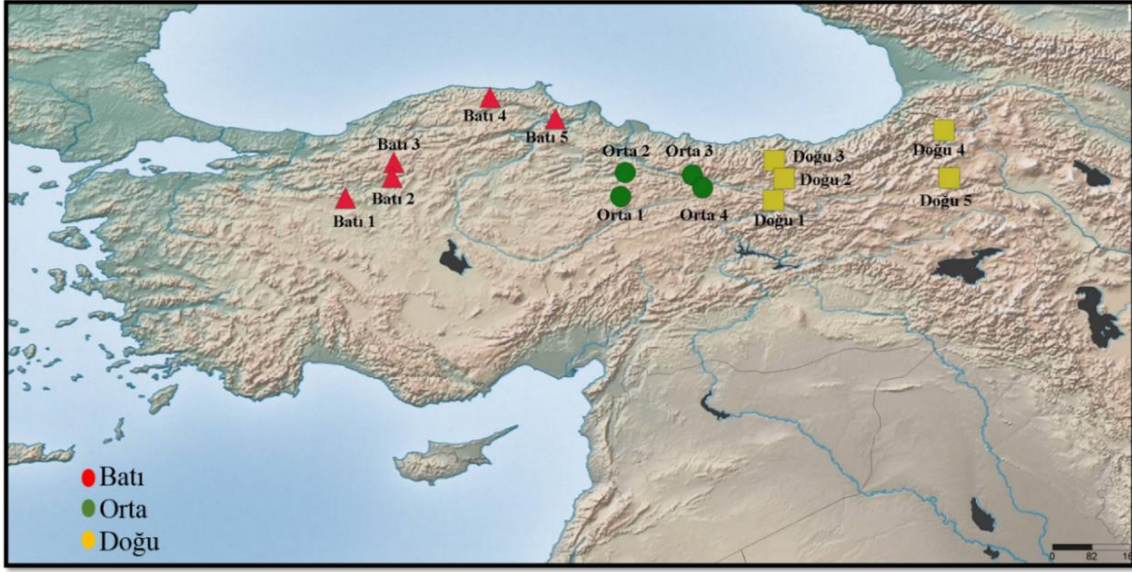 Batı 4
Batı 5
Batı 3
Orta 2
Orta 3
Doğu 4
Doğu 3
Doğu 2
Batı 2
Doğu 5
Batı 1
Orta 1
Orta 4
Doğu 1
Batı
Orta
Doğu
0 82 16